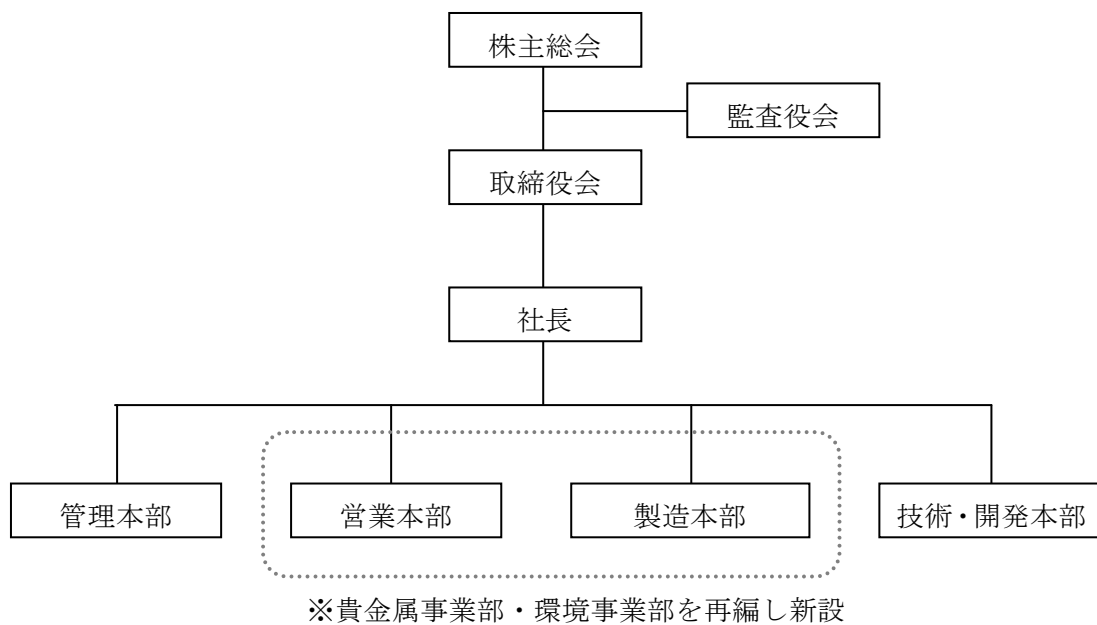 株主総会
監査役会
取締役会
社長
管理本部
営業本部
製造本部
技術・開発本部
※貴金属事業部・環境事業部を再編し新設